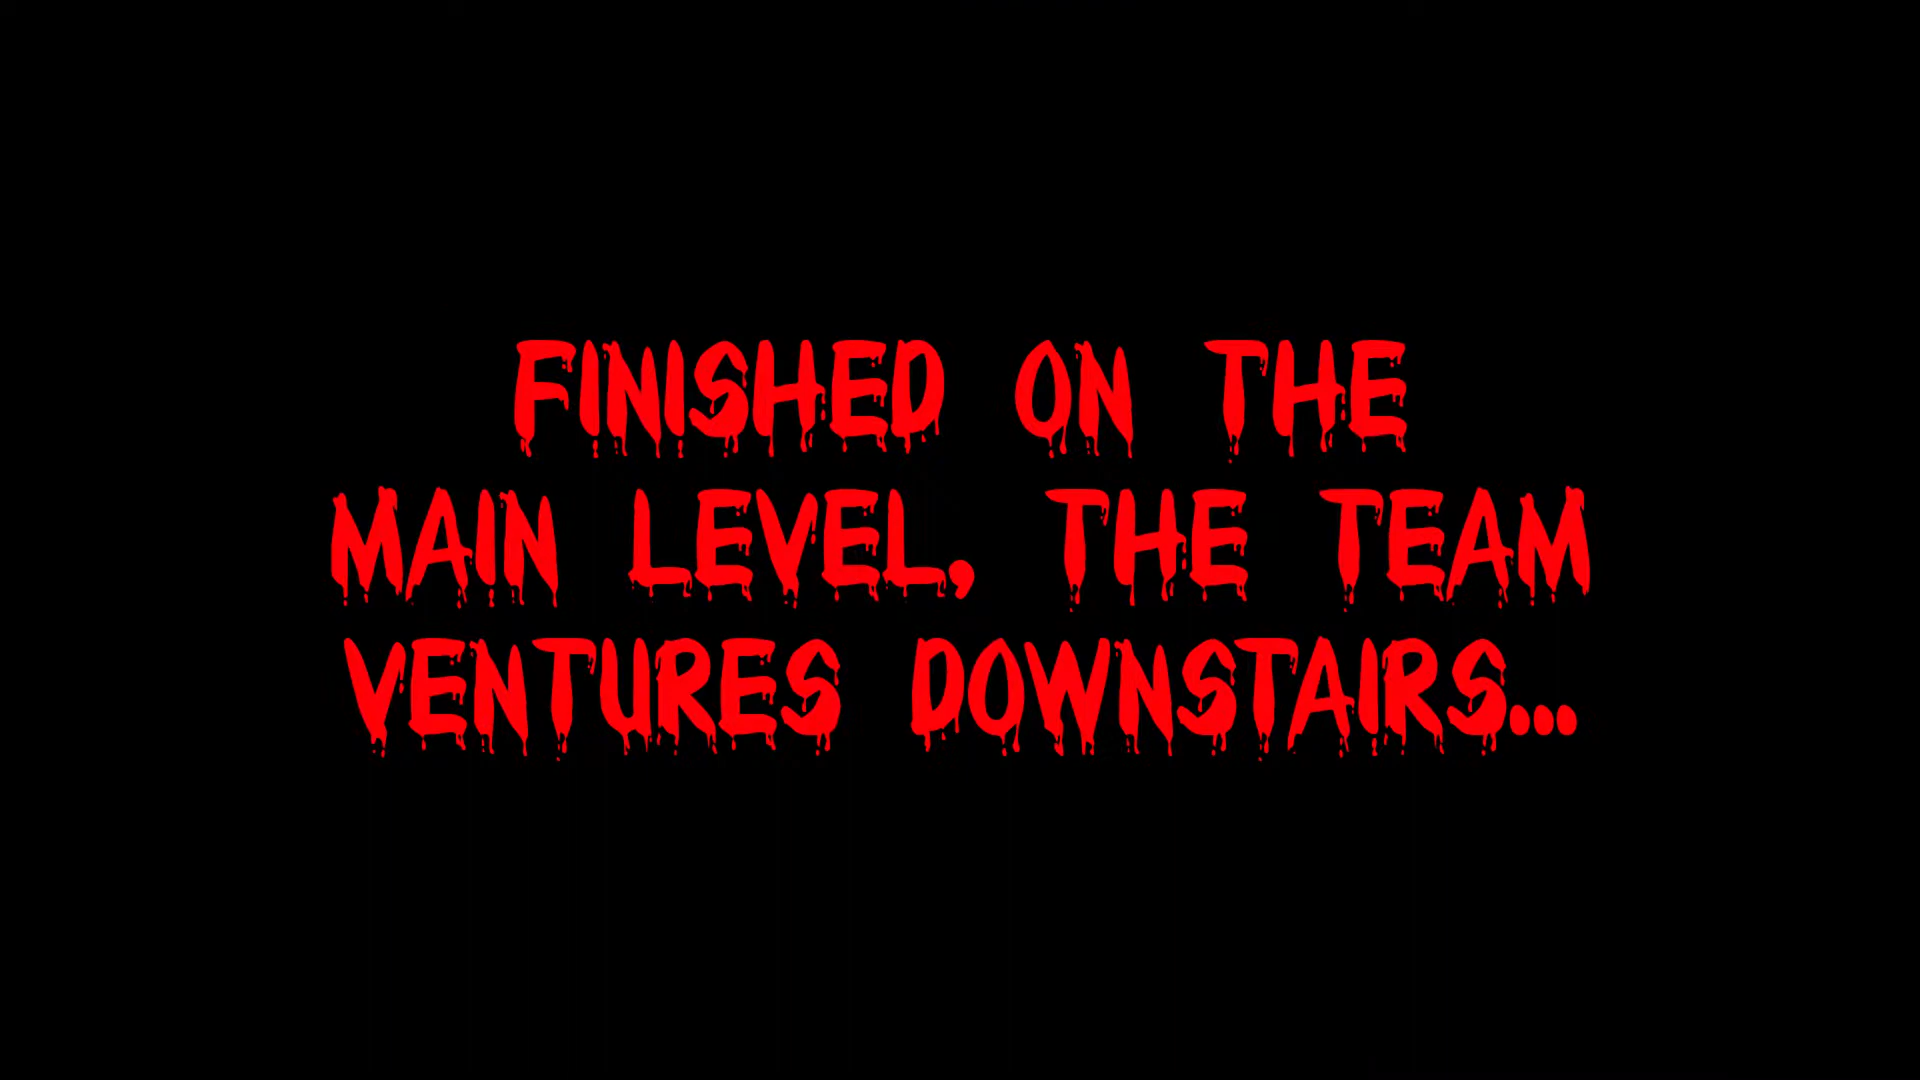 FINISHED ON THE
MAIN LEVEL, THE TEAM
VENTURES DOWNSTAIRS...